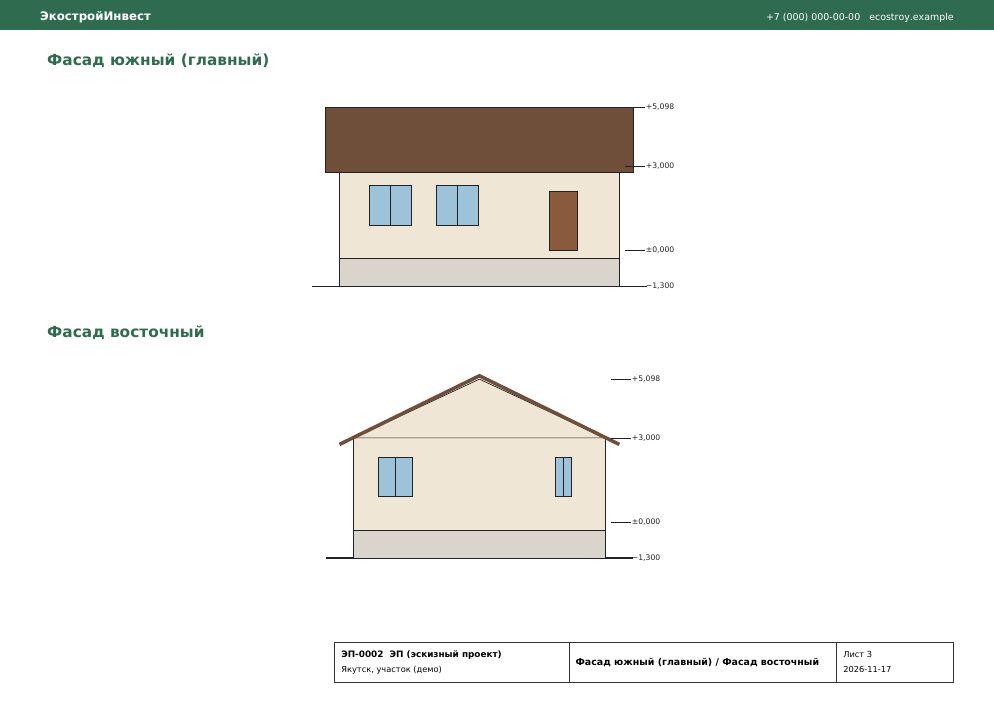 ЭкостройИнвест
+7 (000) 000-00-00 ecostroy.example
Фасад южный (главный)
+5,098
+3,000
±0,000
−1,300
Фасад восточный
+5,098
+3,000
±0,000
−1,300
ЭП-0002 ЭП (эскизный проект)
Якутск, участок (демо)
Фасад южный (главный) / Фасад восточный
Лист 3
2026-11-17